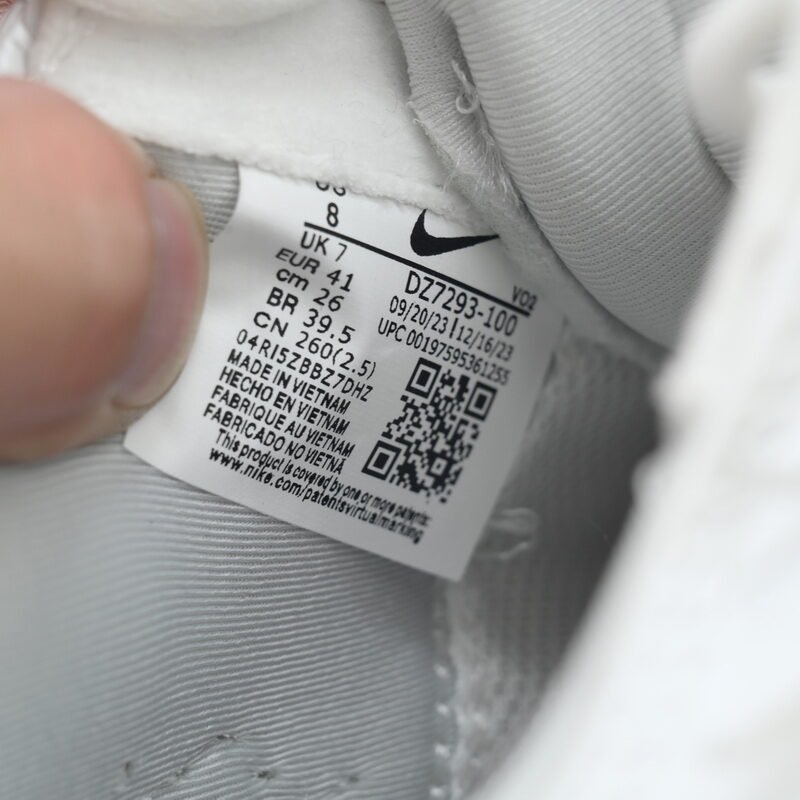 US
8
UK 7
EUR 41
cm 26
BR 39.5
CN 260(2.5)
04RI5ZBBZ7DHZ
MADE IN VIETNAM
HECHO EN VIETNAM
FABRIQUE AU VIETNAM
FABRICADO NO VIETNÃ
This product is covered by one or more patents:
www.nike.com/patentsvirtualmarking
VO2
DZ7293-100
09/20/23 | 12/16/23
UPC 00197595361255